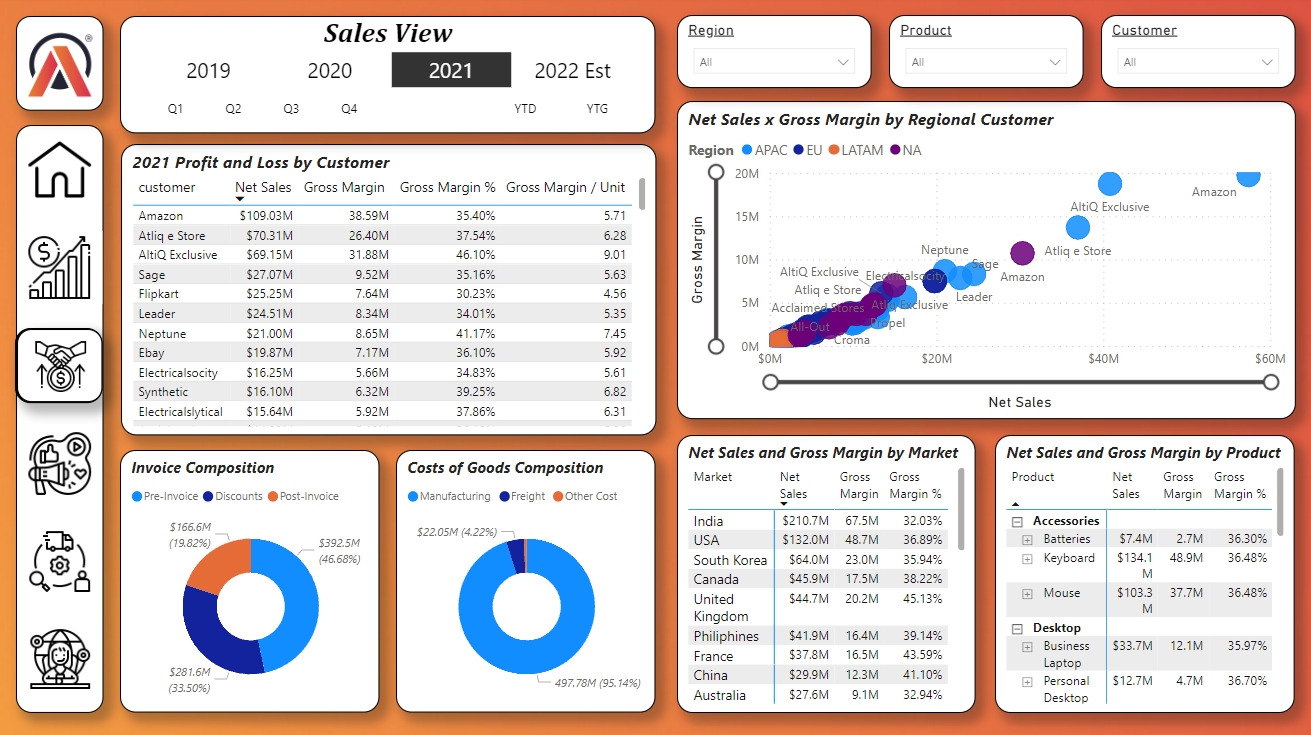 Sales View
2019 2020 2021 2022 Est
Q1 Q2 Q3 Q4 YTD YTG
Region
All
Product
All
Customer
All
2021 Profit and Loss by Customer
customer Net Sales Gross Margin Gross Margin % Gross Margin / Unit
Amazon $109.03M 38.59M 35.40% 5.71
Atliq e Store $70.31M 26.40M 37.54% 6.28
AltiQ Exclusive $69.15M 31.88M 46.10% 9.01
Sage $27.07M 9.52M 35.16% 5.63
Flipkart $25.25M 7.64M 30.23% 4.56
Leader $24.51M 8.34M 34.01% 5.35
Neptune $21.00M 8.65M 41.17% 7.45
Ebay $19.87M 7.17M 36.10% 5.92
Electricalsocity $16.25M 5.66M 34.83% 5.61
Synthetic $16.10M 6.32M 39.25% 6.82
Electricalslytical $15.64M 5.92M 37.86% 6.31
Net Sales x Gross Margin by Regional Customer
Region APAC EU LATAM NA
Gross Margin
20M
15M
10M
5M
0M
Amazon
AltiQ Exclusive
Atliq e Store
Neptune
Sage
Amazon
AltiQ Exclusive
Electricalsocity
Atliq e Store
Leader
Acclaimed Stores
Atliq Exclusive
All-Out
Propel
Croma
$0M $20M $40M $60M
Net Sales
Invoice Composition
Pre-Invoice Discounts Post-Invoice
$166.6M
(19.82%)
$392.5M
(46.68%)
$281.6M
(33.50%)
Costs of Goods Composition
Manufacturing Freight Other Cost
$22.05M (4.22%)
497.78M (95.14%)
Net Sales and Gross Margin by Market
Market Net Sales Gross Margin Gross Margin %
India $210.7M 67.5M 32.03%
USA $132.0M 48.7M 36.89%
South Korea $64.0M 23.0M 35.94%
Canada $45.9M 17.5M 38.22%
United Kingdom $44.7M 20.2M 45.13%
Philiphines $41.9M 16.4M 39.14%
France $37.8M 16.5M 43.59%
China $29.9M 12.3M 41.10%
Australia $27.6M 9.1M 32.94%
Net Sales and Gross Margin by Product
Product Net Sales Gross Margin Gross Margin %
Accessories
Batteries $7.4M 2.7M 36.30%
Keyboard $134.1M 48.9M 36.48%
Mouse $103.3M 37.7M 36.48%
Desktop
Business Laptop $33.7M 12.1M 35.97%
Personal Desktop $12.7M 4.7M 36.70%